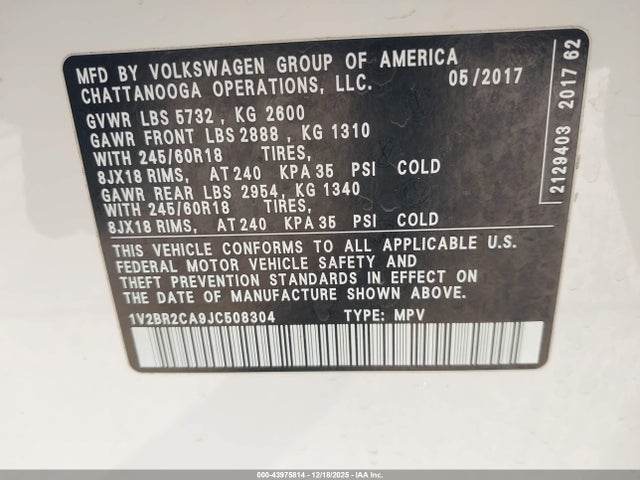 MFD BY VOLKSWAGEN GROUP OF AMERICA
CHATTANOOGA OPERATIONS, LLC. 05/2017
GVWR LBS 5732 , KG 2600
GAWR FRONT LBS 2888 , KG 1310
WITH 245/60R18 TIRES,
8JX18 RIMS, AT 240 KPA 35 PSI COLD
GAWR REAR LBS 2954, KG 1340
WITH 245/60R18 TIRES,
8JX18 RIMS, AT 240 KPA 35 PSI COLD
THIS VEHICLE CONFORMS TO ALL APPLICABLE U.S.
FEDERAL MOTOR VEHICLE SAFETY AND
THEFT PREVENTION STANDARDS IN EFFECT ON
THE DATE OF MANUFACTURE SHOWN ABOVE.
1V2BR2CA9JC508304 TYPE: MPV
2129403 2017 62
000-43975814 - 12/18/2025 - IAA Inc.